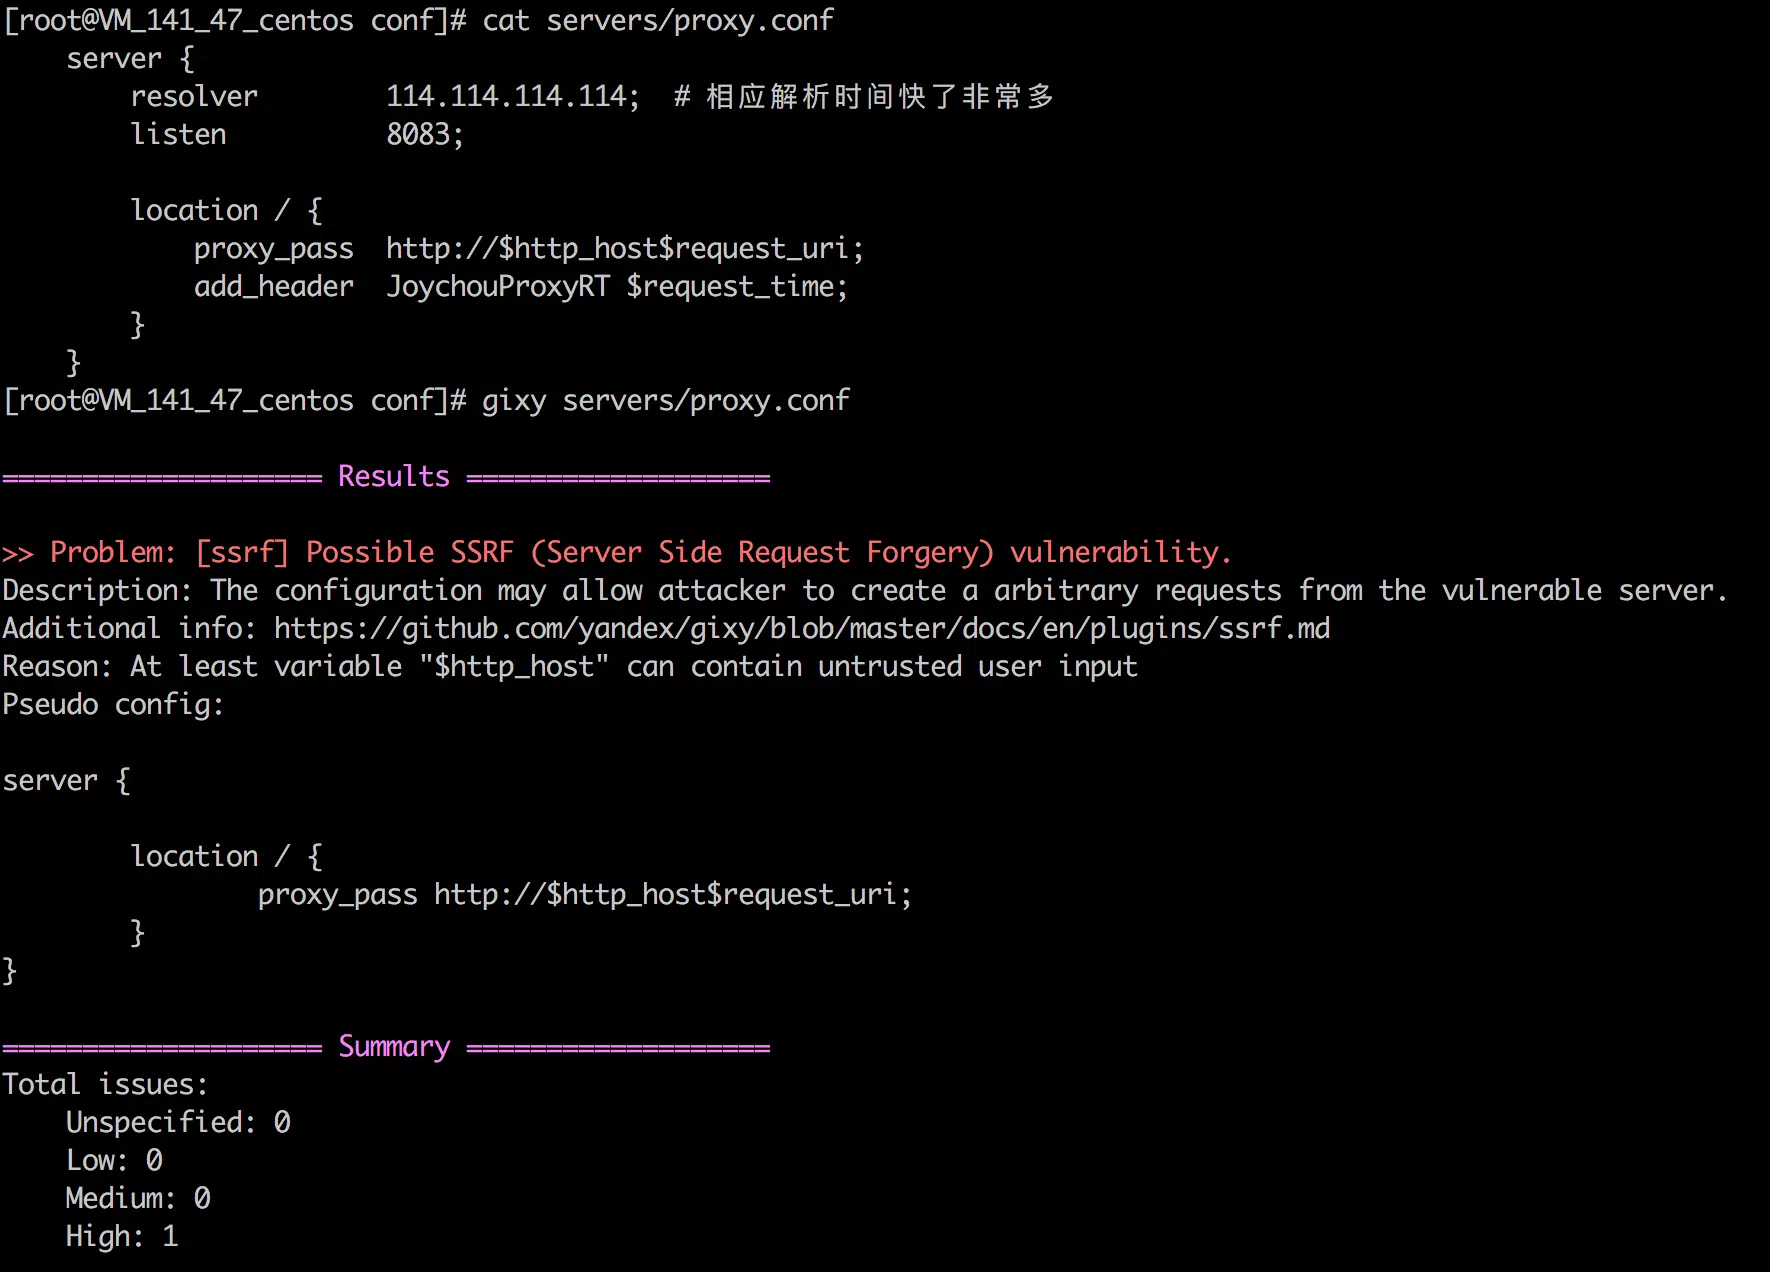 [root@VM_141_47_centos conf]# cat servers/proxy.conf
    server {
        resolver        114.114.114.114;  # 相应解析时间快了非常多
        listen          8083;

        location / {
            proxy_pass  http://$http_host$request_uri;
            add_header  JoychouProxyRT $request_time;
        }
    }
[root@VM_141_47_centos conf]# gixy servers/proxy.conf

==================== Results ===================

>> Problem: [ssrf] Possible SSRF (Server Side Request Forgery) vulnerability.
Description: The configuration may allow attacker to create a arbitrary requests from the vulnerable server.
Additional info: https://github.com/yandex/gixy/blob/master/docs/en/plugins/ssrf.md
Reason: At least variable "$http_host" can contain untrusted user input
Pseudo config:

server {

        location / {
                proxy_pass http://$http_host$request_uri;
        }
}

==================== Summary ===================
Total issues:
    Unspecified: 0
    Low: 0
    Medium: 0
    High: 1